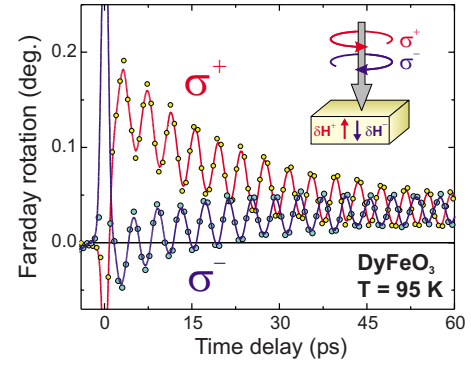 Faraday rotation (deg.)
0.2
0.1
0.0
σ⁺
σ⁻
σ⁺
σ⁻
δH⁺ δH⁻
DyFeO₃
T = 95 K
0 15 30 45 60
Time delay (ps)